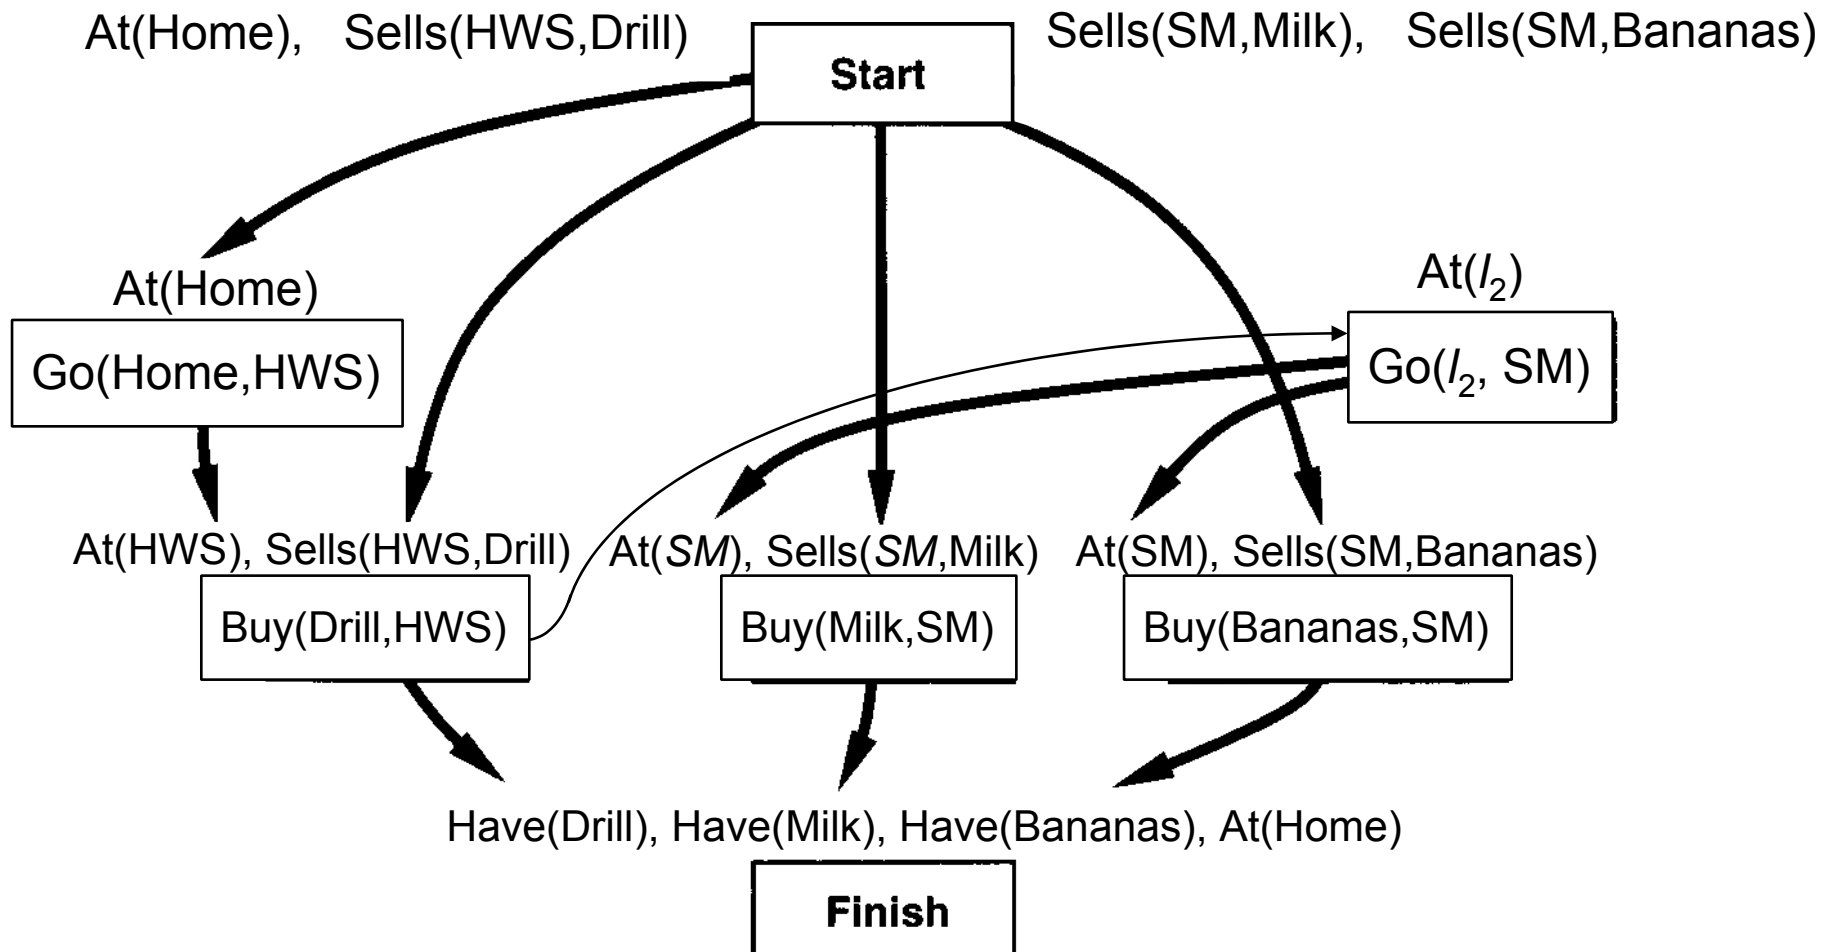 At(Home), Sells(HWS,Drill)
Sells(SM,Milk), Sells(SM,Bananas)
Start
At(Home)
At(l₂)
Go(Home,HWS)
Go(l₂, SM)
At(HWS), Sells(HWS,Drill)
At(SM), Sells(SM,Milk)
At(SM), Sells(SM,Bananas)
Buy(Drill,HWS)
Buy(Milk,SM)
Buy(Bananas,SM)
Have(Drill), Have(Milk), Have(Bananas), At(Home)
Finish